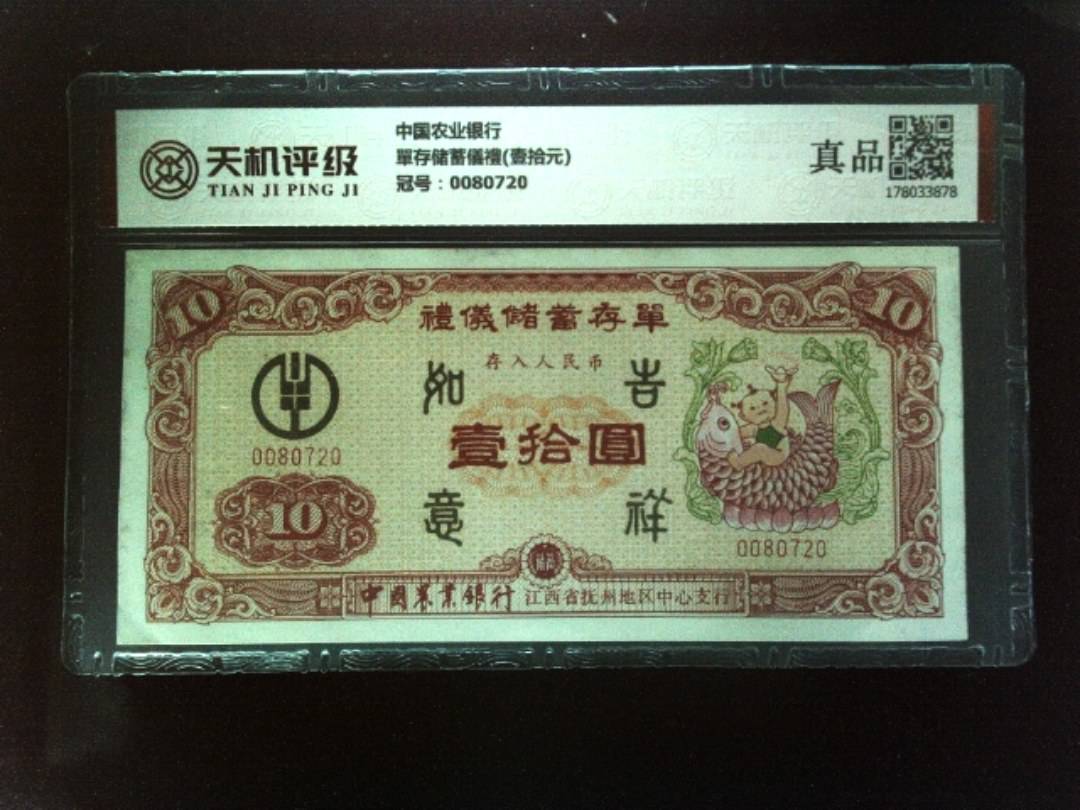 天机评级
TIAN JI PING JI
中国农业银行
單存储蓄儀禮(壹拾元)
冠号：0080720
真品
178033878
10
10
禮儀儲蓄存單
存入人民币
如 吉
壹拾圓
意 祥
0080720
10
0080720
中國农業銀行 江西省抚州地区中心支行